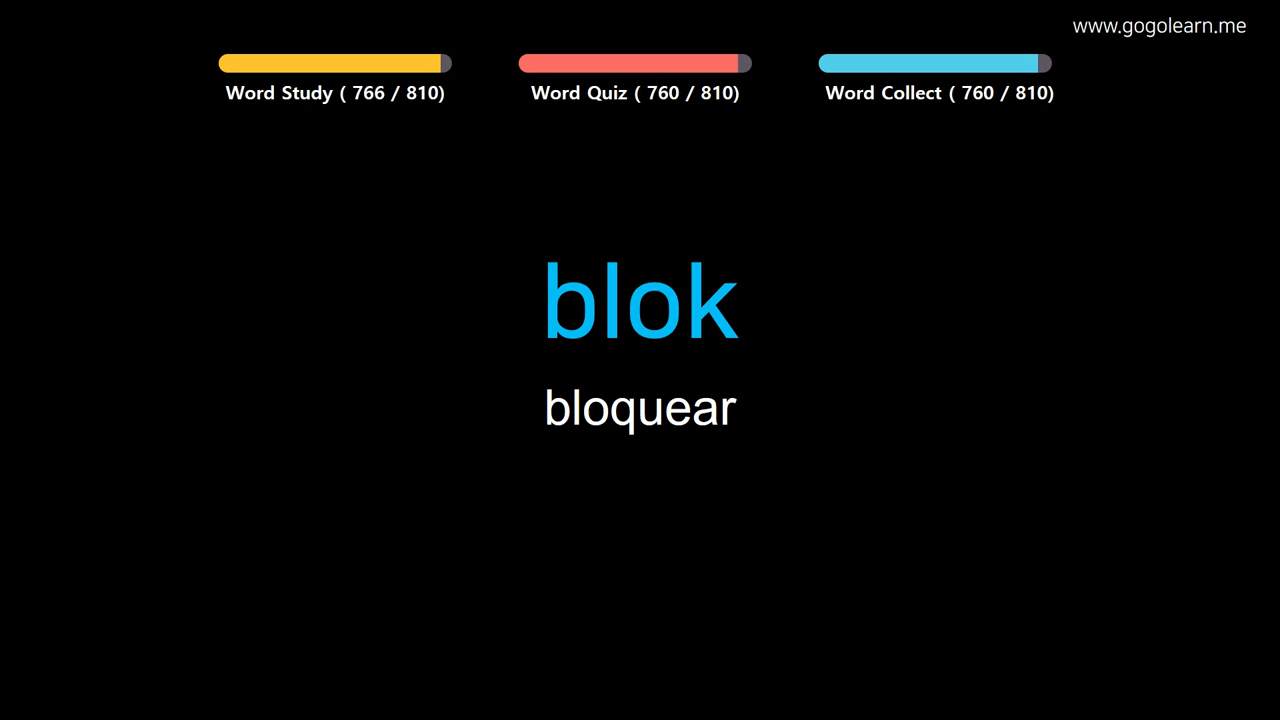 www.gogolearn.me
Word Study ( 766 / 810)
Word Quiz ( 760 / 810)
Word Collect ( 760 / 810)
blok
bloquear